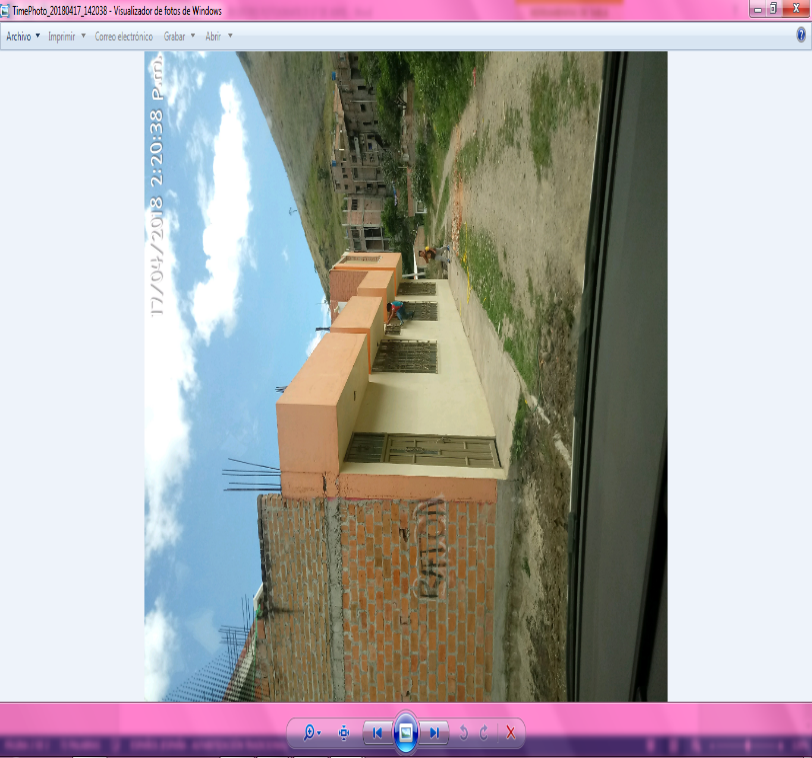 TimePhoto_20180417_142038 - Visualizador de fotos de Windows
Archivo Imprimir Correo electrónico Grabar Abrir
17/04/2018 2:20:38 p.m.